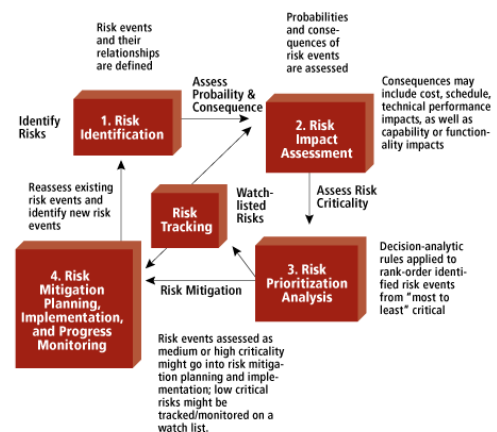 Risk events
and their
relationships
are defined
Probabilities
and conse-
quences of
risk events
are assessed
Assess
Probaility &
Consequence
Identify
Risks
1. Risk
Identification
2. Risk
Impact
Assessment
Consequences may
include cost, schedule,
technical performance
impacts, as well as
capability or function-
ality impacts
Reassess existing
risk events and
identify new risk
events
Risk
Tracking
Watch-
listed
Risks
Assess Risk
Criticality
4. Risk
Mitigation
Planning,
Implementation,
and Progress
Monitoring
Risk Mitigation
3. Risk
Prioritization
Analysis
Decision-analytic
rules applied to
rank-order identi-
fied risk events
from "most to
least" critical
Risk events assessed as
medium or high criticality
might go into risk mitiga-
tion planning and imple-
mentation; low critical
risks might be
tracked/monitored on a
watch list.